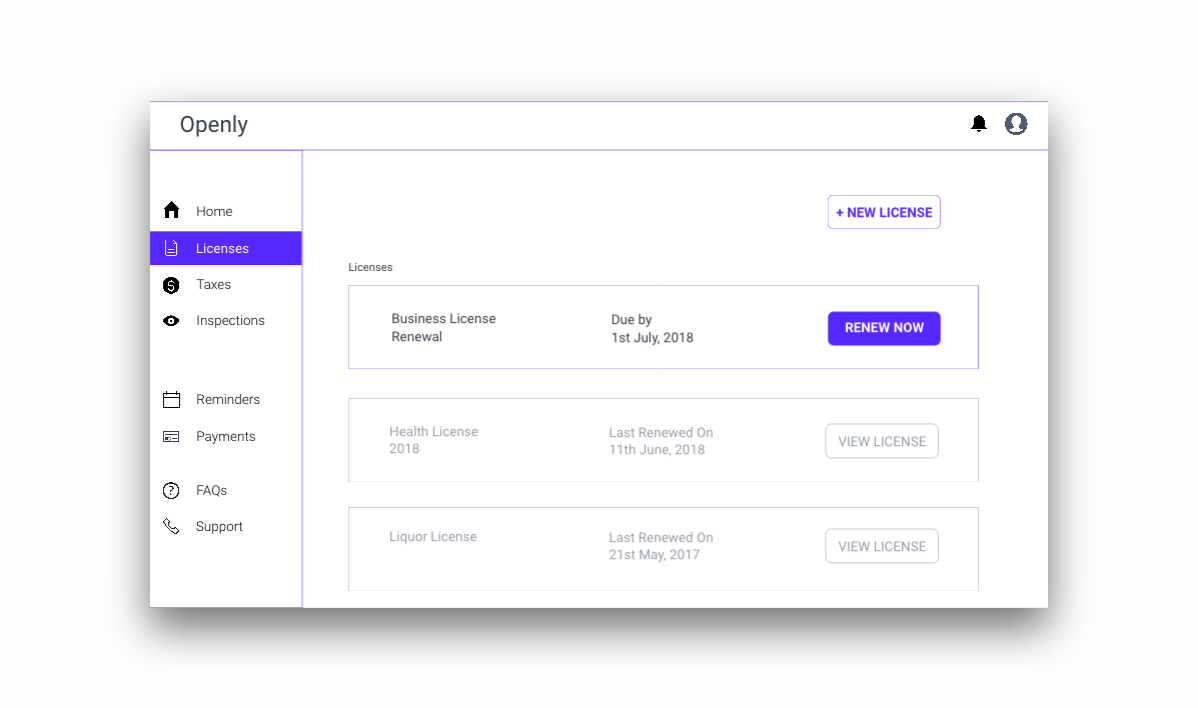 Openly
Home
Licenses
Taxes
Inspections
Reminders
Payments
FAQs
Support
+ NEW LICENSE
Licenses
Business License
Renewal
Due by
1st July, 2018
RENEW NOW
Health License
2018
Last Renewed On
11th June, 2018
VIEW LICENSE
Liquor License
Last Renewed On
21st May, 2017
VIEW LICENSE